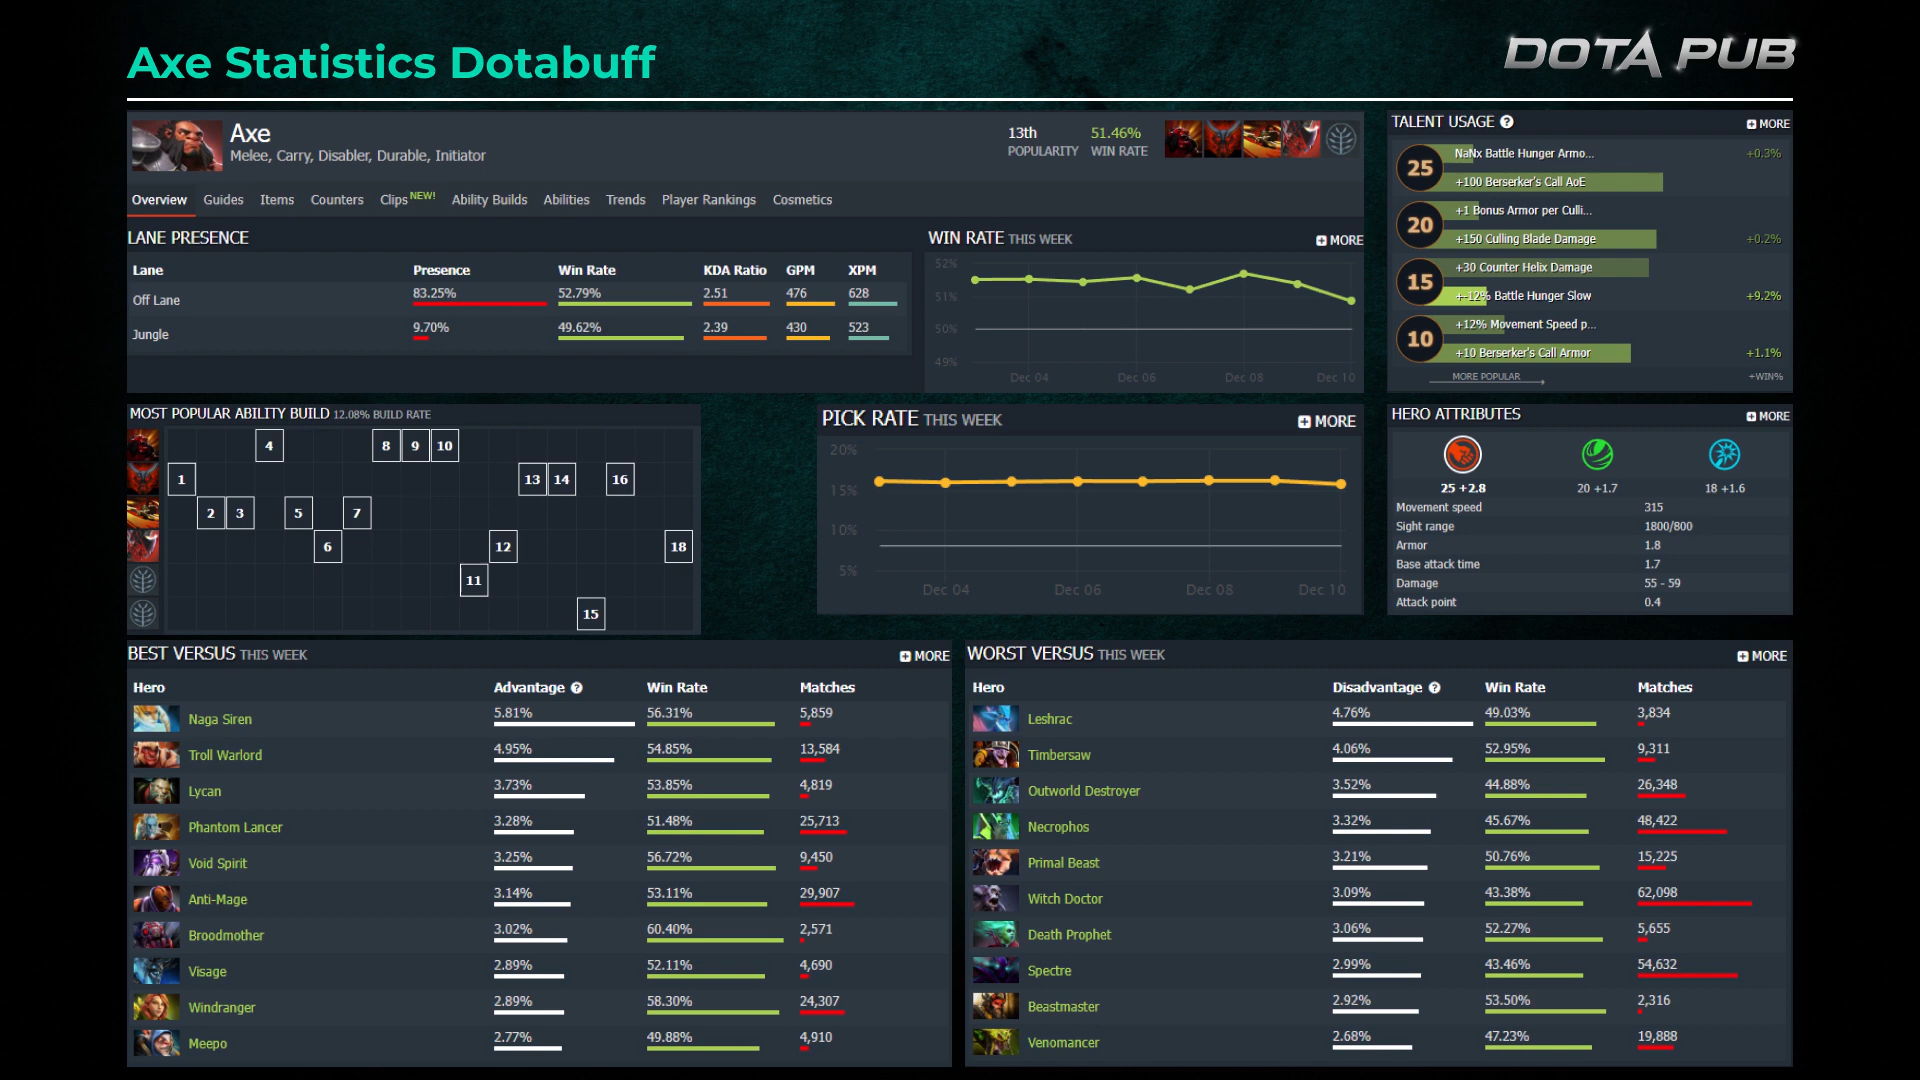 Axe Statistics Dotabuff
DOTA PUB
Axe
Melee, Carry, Disabler, Durable, Initiator
13th
POPULARITY
51.46%
WIN RATE
Overview Guides Items Counters Clips NEW! Ability Builds Abilities Trends Player Rankings Cosmetics
LANE PRESENCE
Lane Presence Win Rate KDA Ratio GPM XPM
Off Lane 83.25% 52.79% 2.51 476 628
Jungle 9.70% 49.62% 2.39 430 523
WIN RATE THIS WEEK
MORE
52%
51%
50%
49%
Dec 04 Dec 06 Dec 08 Dec 10
TALENT USAGE ?
MORE
25
NaNx Battle Hunger Armo... +0.3%
+100 Berserker's Call AoE
20
+1 Bonus Armor per Culli...
+150 Culling Blade Damage +0.2%
15
+30 Counter Helix Damage
+-12% Battle Hunger Slow +9.2%
10
+12% Movement Speed p...
+10 Berserker's Call Armor +1.1%
MORE POPULAR +WIN%
MOST POPULAR ABILITY BUILD 12.08% BUILD RATE
4 8 9 10
1 13 14 16
2 3 5 7
6 12 18
11
15
PICK RATE THIS WEEK
MORE
20%
15%
10%
5%
Dec 04 Dec 06 Dec 08 Dec 10
HERO ATTRIBUTES
MORE
25 +2.8 20 +1.7 18 +1.6
Movement speed 315
Sight range 1800/800
Armor 1.8
Base attack time 1.7
Damage 55 - 59
Attack point 0.4
BEST VERSUS THIS WEEK
MORE
Hero Advantage ? Win Rate Matches
Naga Siren 5.81% 56.31% 5,859
Troll Warlord 4.95% 54.85% 13,584
Lycan 3.73% 53.85% 4,819
Phantom Lancer 3.28% 51.48% 25,713
Void Spirit 3.25% 56.72% 9,450
Anti-Mage 3.14% 53.11% 29,907
Broodmother 3.02% 60.40% 2,571
Visage 2.89% 52.11% 4,690
Windranger 2.89% 58.30% 24,307
Meepo 2.77% 49.88% 4,910
WORST VERSUS THIS WEEK
MORE
Hero Disadvantage ? Win Rate Matches
Leshrac 4.76% 49.03% 3,834
Timbersaw 4.06% 52.95% 9,311
Outworld Destroyer 3.52% 44.88% 26,348
Necrophos 3.32% 45.67% 48,422
Primal Beast 3.21% 50.76% 15,225
Witch Doctor 3.09% 43.38% 62,098
Death Prophet 3.06% 52.27% 5,655
Spectre 2.99% 43.46% 54,632
Beastmaster 2.92% 53.50% 2,316
Venomancer 2.68% 47.23% 19,888